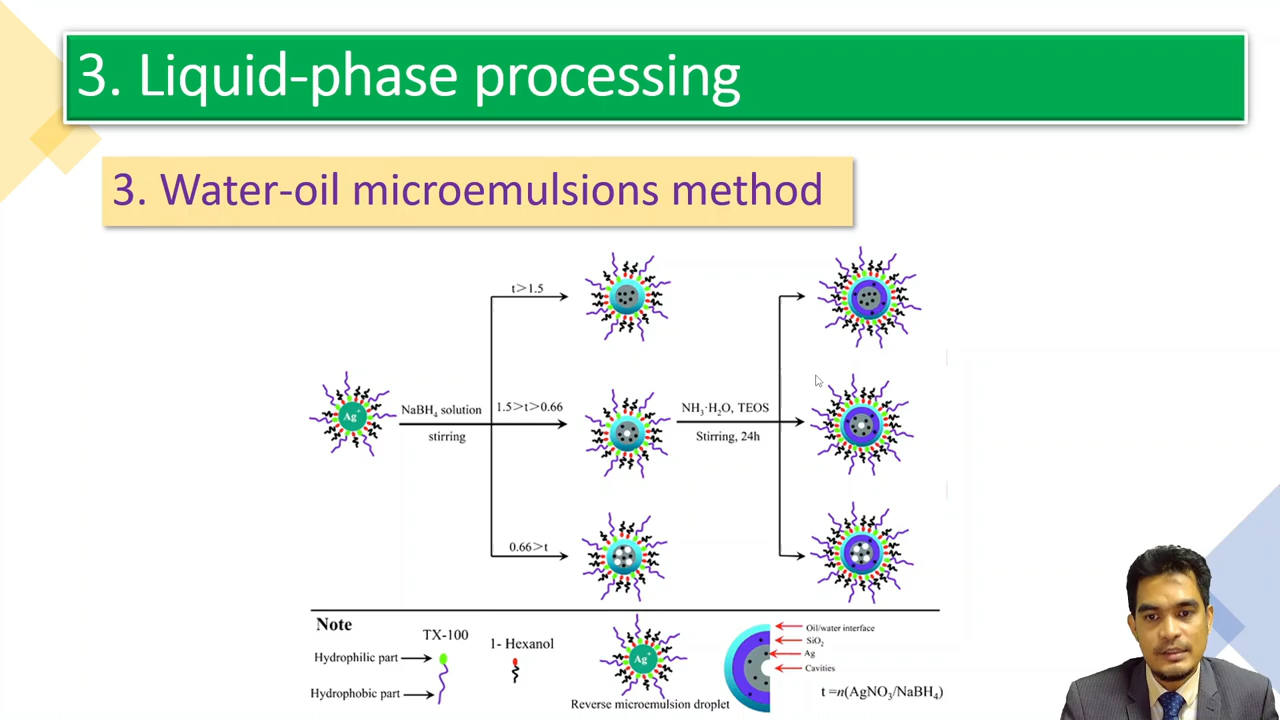 3. Liquid-phase processing
3. Water-oil microemulsions method
t>1.5
Ag⁺
NaBH₄ solution
stirring
1.5>t>0.66
NH₃·H₂O, TEOS
Stirring, 24h
0.66>t
Note
TX-100
1- Hexanol
Hydrophilic part
Hydrophobic part
Ag⁺
Reverse microemulsion droplet
Oil/water interface
SiO₂
Ag
Cavities
t =n(AgNO₃/NaBH₄)